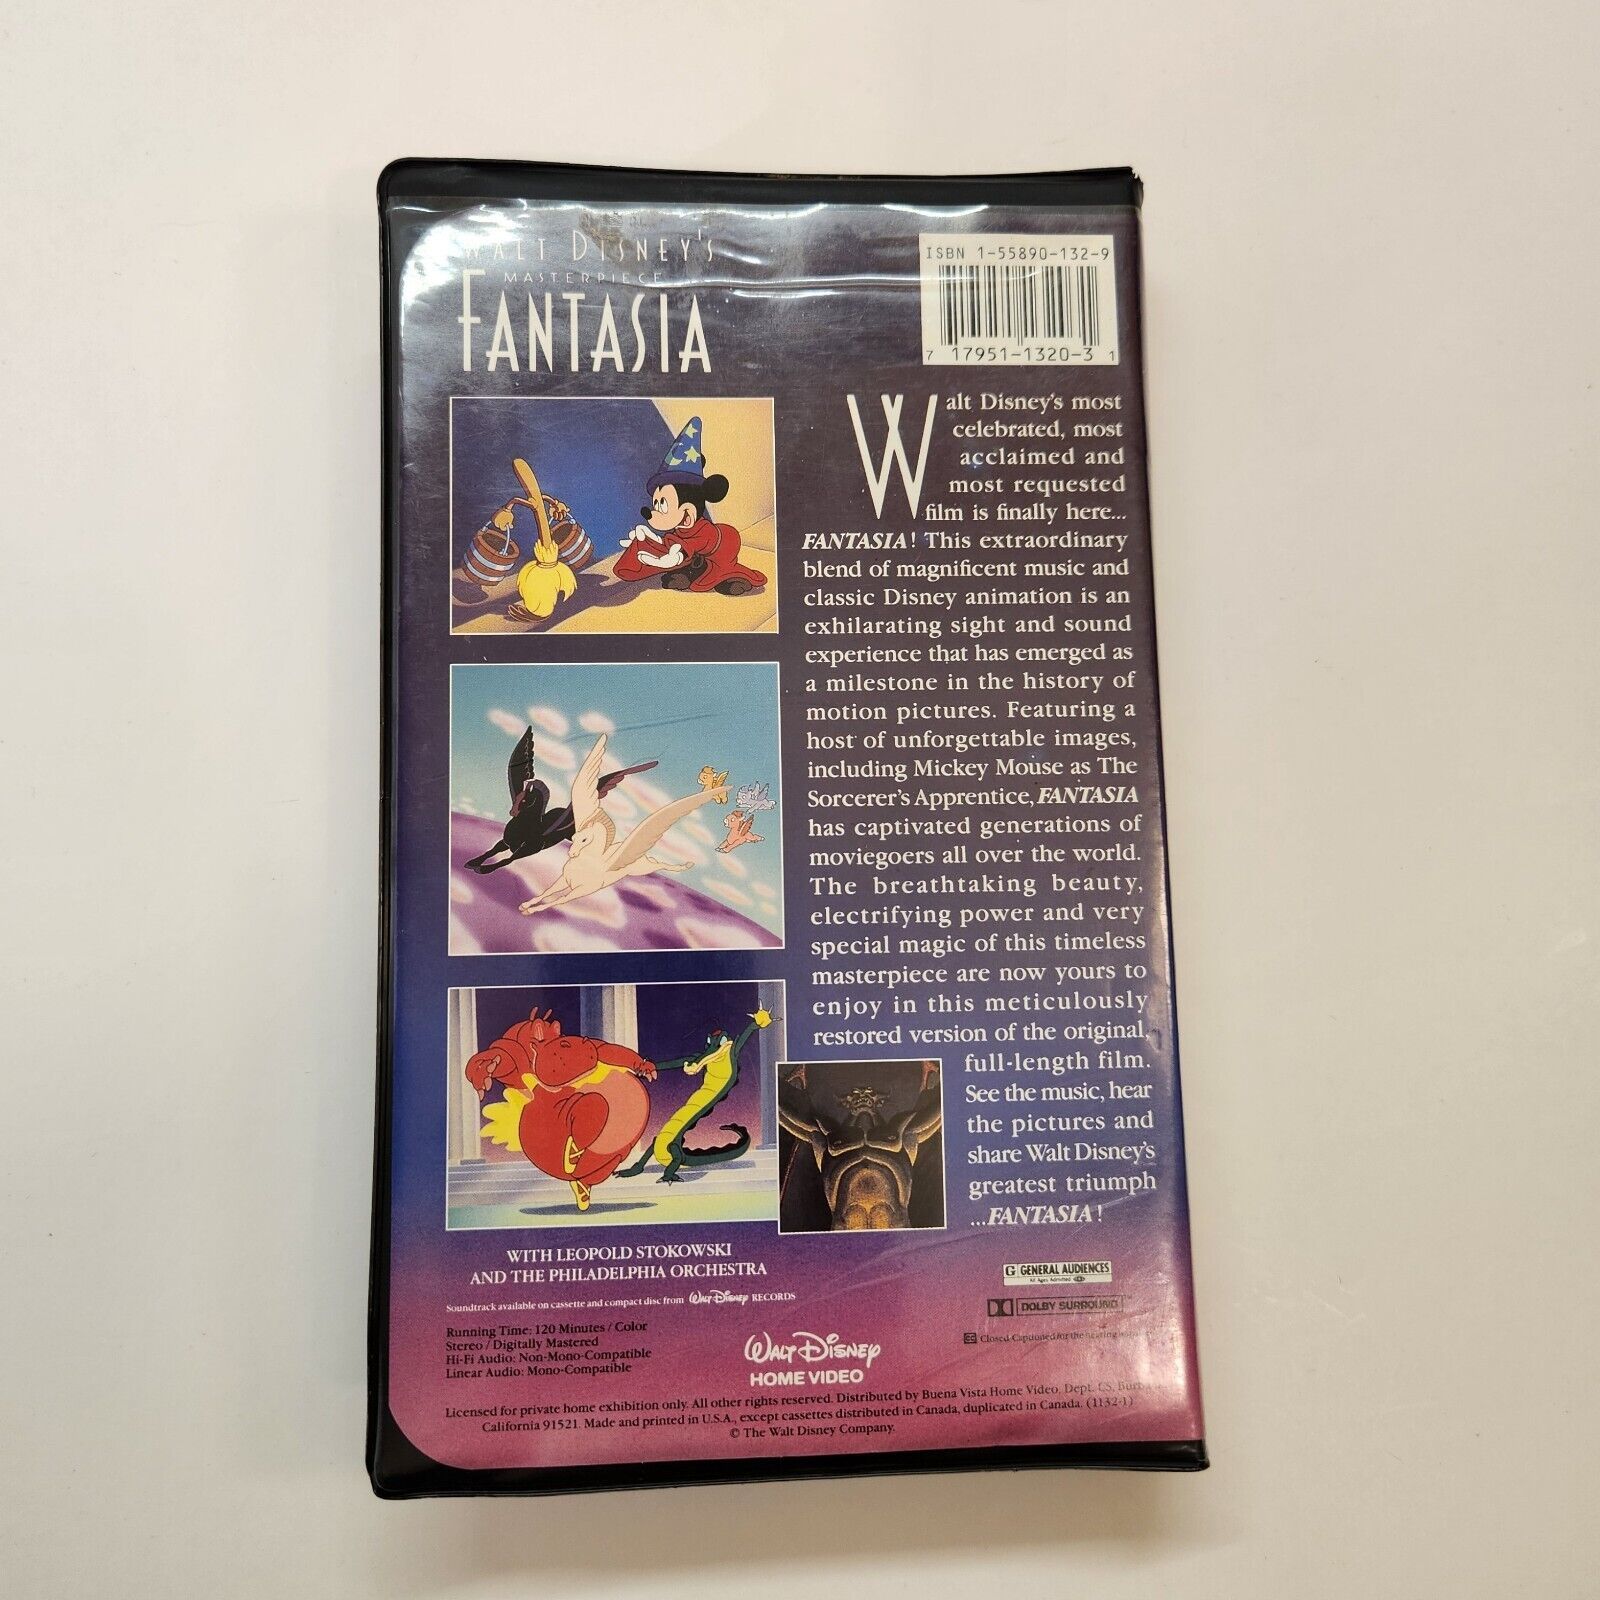 WALT DISNEY'S
MASTERPIECE
FANTASIA
ISBN 1-55890-132-9
7 17951-1320-3 1
Walt Disney's most
celebrated, most
acclaimed and
most requested
film is finally here...
FANTASIA! This extraordinary
blend of magnificent music and
classic Disney animation is an
exhilarating sight and sound
experience that has emerged as
a milestone in the history of
motion pictures. Featuring a
host of unforgettable images,
including Mickey Mouse as The
Sorcerer's Apprentice, FANTASIA
has captivated generations of
moviegoers all over the world.
The breathtaking beauty,
electrifying power and very
special magic of this timeless
masterpiece are now yours to
enjoy in this meticulously
restored version of the original,
full-length film.
See the music, hear
the pictures and
share Walt Disney's
greatest triumph
...FANTASIA!
WITH LEOPOLD STOKOWSKI
AND THE PHILADELPHIA ORCHESTRA
Soundtrack available on cassette and compact disc from Walt Disney RECORDS
Running Time: 120 Minutes / Color
Stereo / Digitally Mastered
Hi-Fi Audio: Non-Mono-Compatible
Linear Audio: Mono-Compatible
G GENERAL AUDIENCES
All Ages Admitted
DOLBY SURROUND
CC Closed-Captioned for the hearing
Walt Disney
HOME VIDEO
Licensed for private home exhibition only. All other rights reserved. Distributed by Buena Vista Home Video, Dept. CS,
California 91521. Made and printed in U.S.A., except cassettes distributed in Canada, duplicated in Canada. (1132-1)
© The Walt Disney Company.